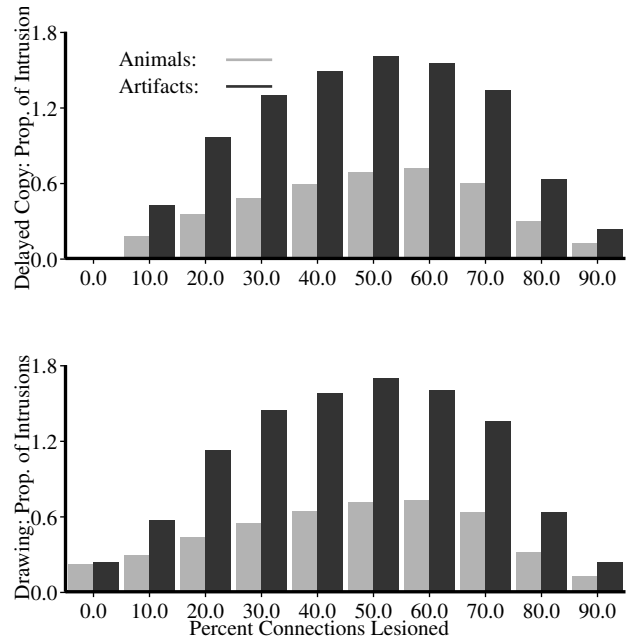 Delayed Copy: Prop. of Intrusion
1.8
1.2
0.6
0.0
Animals:
Artifacts:
0.0 10.0 20.0 30.0 40.0 50.0 60.0 70.0 80.0 90.0
Drawing: Prop. of Intrusions
1.8
1.2
0.6
0.0
0.0 10.0 20.0 30.0 40.0 50.0 60.0 70.0 80.0 90.0
Percent Connections Lesioned